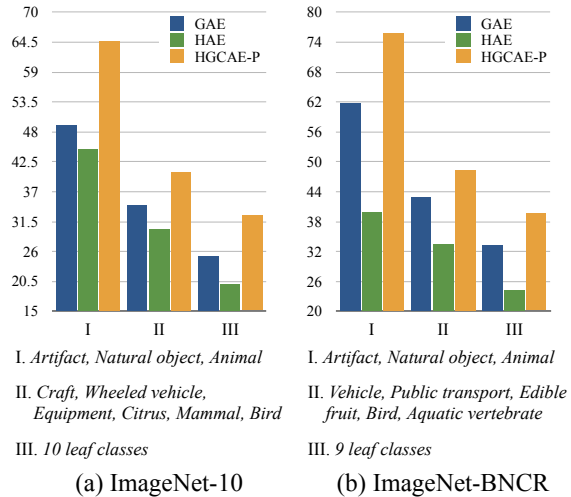 70
64.5
59
53.5
48
42.5
37
31.5
26
20.5
15
GAE
HAE
HGCAE-P
I
II
III
I. Artifact, Natural object, Animal
II. Craft, Wheeled vehicle,
Equipment, Citrus, Mammal, Bird
III. 10 leaf classes
(a) ImageNet-10
80
74
68
62
56
50
44
38
32
26
20
GAE
HAE
HGCAE-P
I
II
III
I. Artifact, Natural object, Animal
II. Vehicle, Public transport, Edible
fruit, Bird, Aquatic vertebrate
III. 9 leaf classes
(b) ImageNet-BNCR